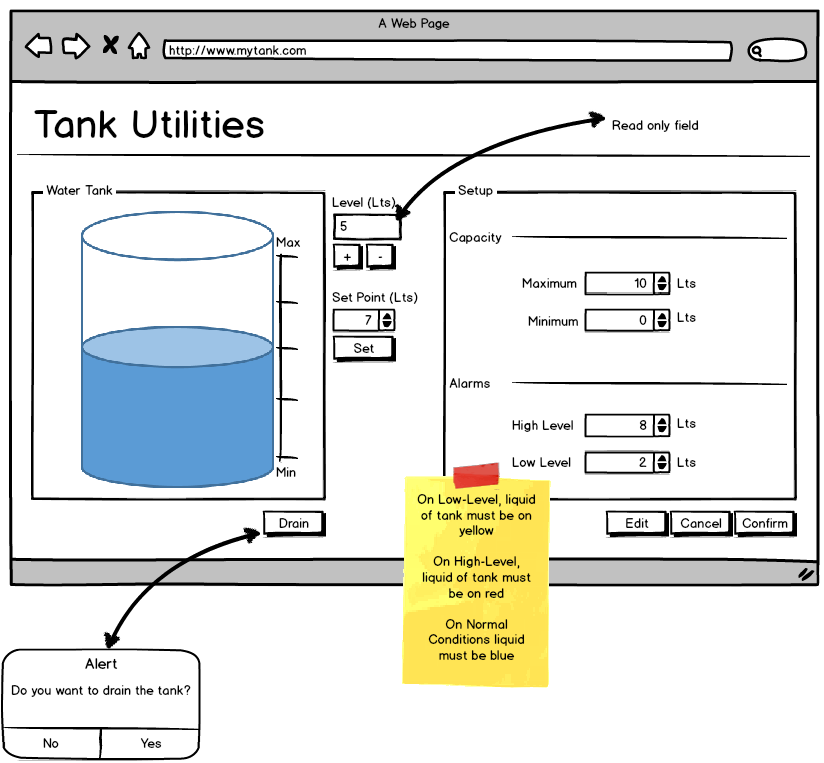 A Web Page
http://www.mytank.com
Tank Utilities
Read only field
Water Tank
Max
Min
Level (Lts)
5
+ -
Set Point (Lts)
7
Set
Setup
Capacity
Maximum 10 Lts
Minimum 0 Lts
Alarms
High Level 8 Lts
Low Level 2 Lts
Drain
Edit Cancel Confirm
On Low-Level, liquid
of tank must be on
yellow
On High-Level,
liquid of tank must
be on red
On Normal
Conditions liquid
must be blue
Alert
Do you want to drain the tank?
No Yes